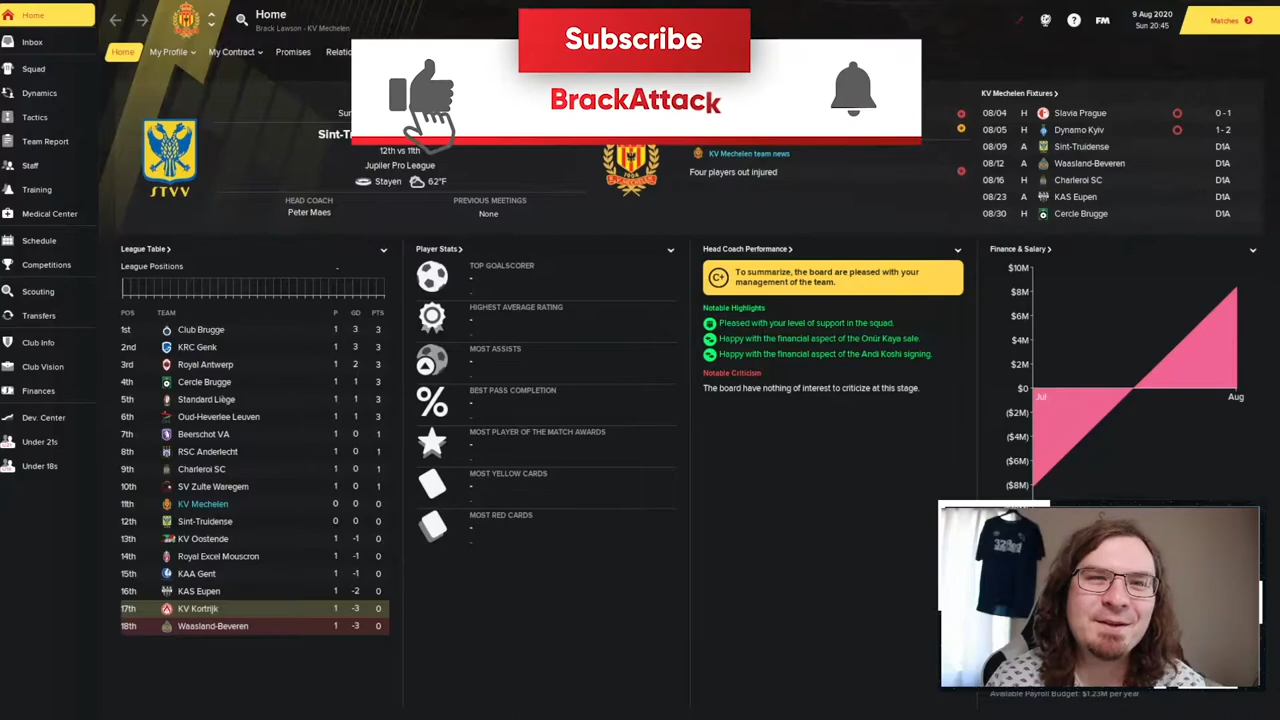 Home
Home
Brack Lawson - KV Mechelen
9 Aug 2020
Sun 20:45
FM
Matches
Subscribe
BrackAttack
Home
My Profile
My Contract
Promises
Inbox
Squad
Dynamics
Tactics
Team Report
Staff
Training
Medical Center
Schedule
Competitions
Scouting
Transfers
Club Info
Club Vision
Finances
Dev. Center
Under 21s
Under 18s
STVV
12th vs 11th
Jupiler Pro League
Stayen 62°F
HEAD COACH
Peter Maes
PREVIOUS MEETINGS
None
KV Mechelen team news
Four players out injured
KV Mechelen Fixtures
08/04 H Slavia Prague 0 - 1
08/05 H Dynamo Kyiv 1 - 2
08/09 A Sint-Truidense D1A
08/12 A Waasland-Beveren D1A
08/16 H Charleroi SC D1A
08/23 A KAS Eupen D1A
08/30 H Cercle Brugge D1A
League Table
League Positions -
POS TEAM P GD PTS
1st Club Brugge 1 3 3
2nd KRC Genk 1 3 3
3rd Royal Antwerp 1 2 3
4th Cercle Brugge 1 1 3
5th Standard Liège 1 1 3
6th Oud-Heverlee Leuven 1 1 3
7th Beerschot VA 1 0 1
8th RSC Anderlecht 1 0 1
9th Charleroi SC 1 0 1
10th SV Zulte Waregem 1 0 1
11th KV Mechelen 0 0 0
12th Sint-Truidense 0 0 0
13th KV Oostende 1 -1 0
14th Royal Excel Mouscron 1 -1 0
15th KAA Gent 1 -1 0
16th KAS Eupen 1 -2 0
17th KV Kortrijk 1 -3 0
18th Waasland-Beveren 1 -3 0
Player Stats
TOP GOALSCORER
-
-
HIGHEST AVERAGE RATING
-
-
MOST ASSISTS
-
-
BEST PASS COMPLETION
-
-
MOST PLAYER OF THE MATCH AWARDS
-
-
MOST YELLOW CARDS
-
-
MOST RED CARDS
-
-
Head Coach Performance
C+ To summarize, the board are pleased with your
management of the team.
Notable Highlights
Pleased with your level of support in the squad.
Happy with the financial aspect of the Onür Kaya sale.
Happy with the financial aspect of the Andi Koshi signing.
Notable Criticism
The board have nothing of interest to criticize at this stage.
Finance & Salary
$10M
$8M
$6M
$4M
$2M
$0
($2M)
($4M)
($6M)
($8M)
Jul Aug
Available Payroll Budget: $1.23M per year